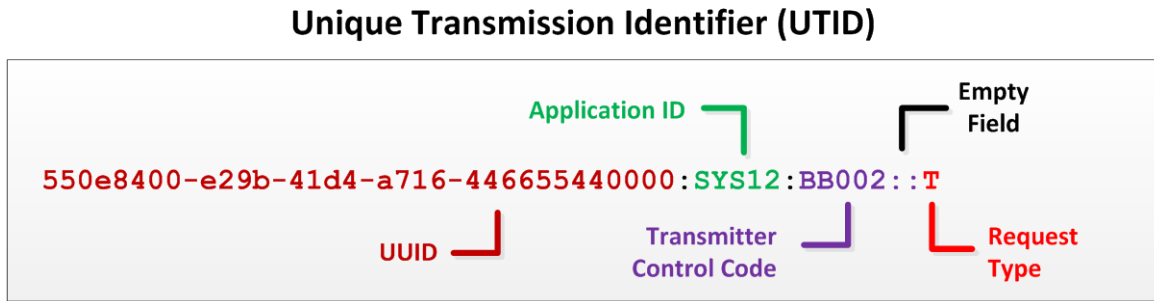 Unique Transmission Identifier (UTID)
Application ID
Empty
Field
550e8400-e29b-41d4-a716-446655440000:SYS12:BB002::T
UUID
Transmitter
Control Code
Request
Type